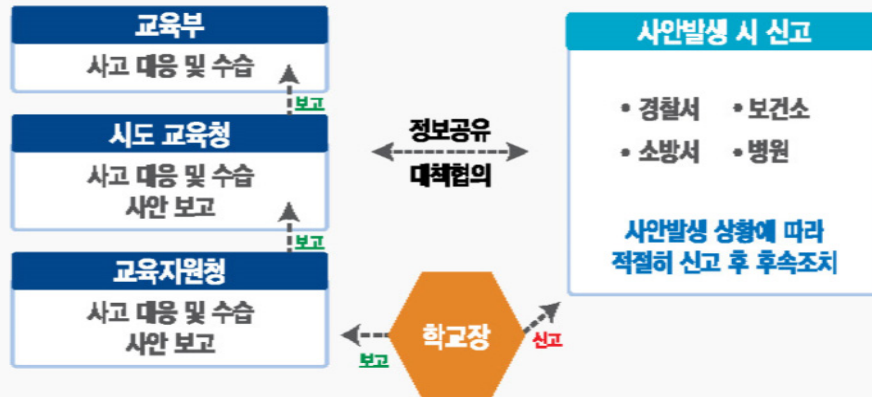 교육부
사고 대응 및 수습
보고
시도 교육청
사고 대응 및 수습
사안 보고
보고
교육지원청
사고 대응 및 수습
사안 보고
정보공유
대책협의
보고
학교장
신고
사안발생 시 신고
• 경찰서 • 보건소
• 소방서 • 병원
사안발생 상황에 따라
적절히 신고 후 후속조치